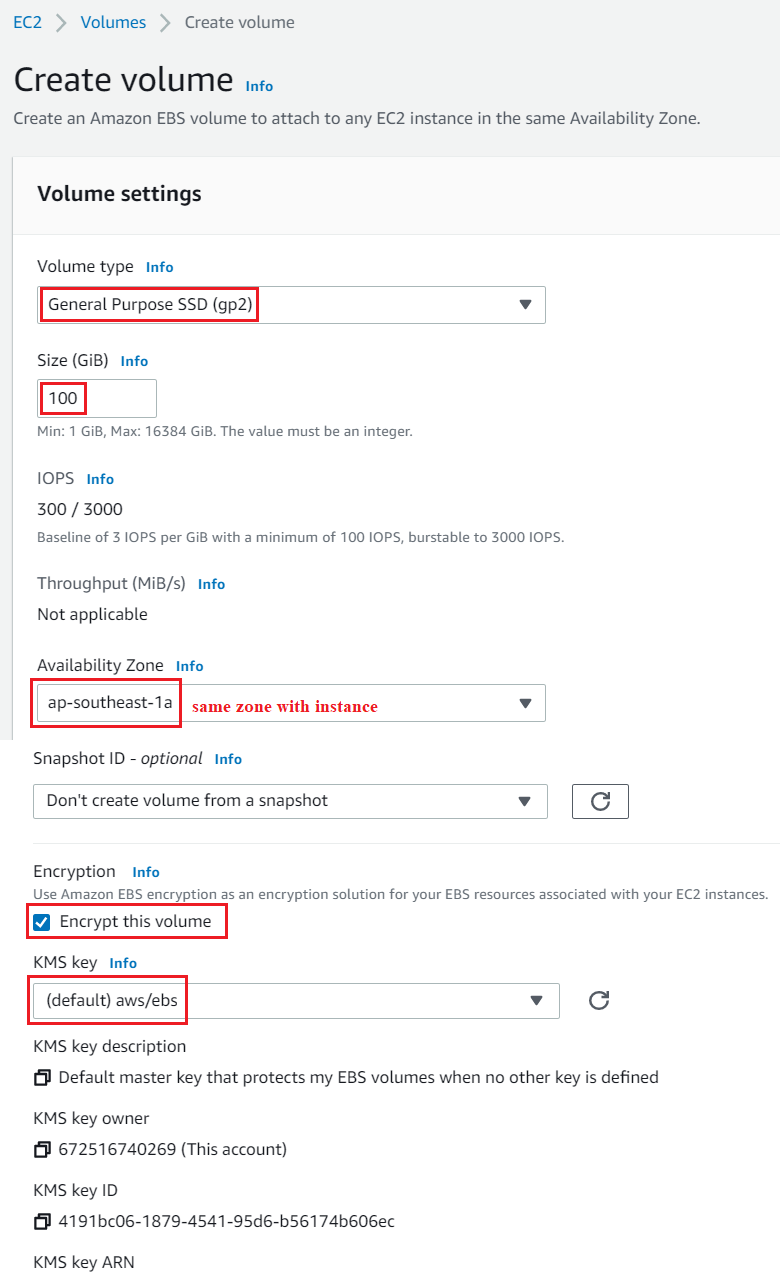 EC2 > Volumes > Create volume
Create volume Info
Create an Amazon EBS volume to attach to any EC2 instance in the same Availability Zone.
Volume settings
Volume type Info
General Purpose SSD (gp2)
Size (GiB) Info
100
Min: 1 GiB, Max: 16384 GiB. The value must be an integer.
IOPS Info
300 / 3000
Baseline of 3 IOPS per GiB with a minimum of 100 IOPS, burstable to 3000 IOPS.
Throughput (MiB/s) Info
Not applicable
Availability Zone Info
ap-southeast-1a same zone with instance
Snapshot ID - optional Info
Don't create volume from a snapshot
Encryption Info
Use Amazon EBS encryption as an encryption solution for your EBS resources associated with your EC2 instances.
Encrypt this volume
KMS key Info
(default) aws/ebs
KMS key description
Default master key that protects my EBS volumes when no other key is defined
KMS key owner
672516740269 (This account)
KMS key ID
4191bc06-1879-4541-95d6-b56174b606ec
KMS key ARN